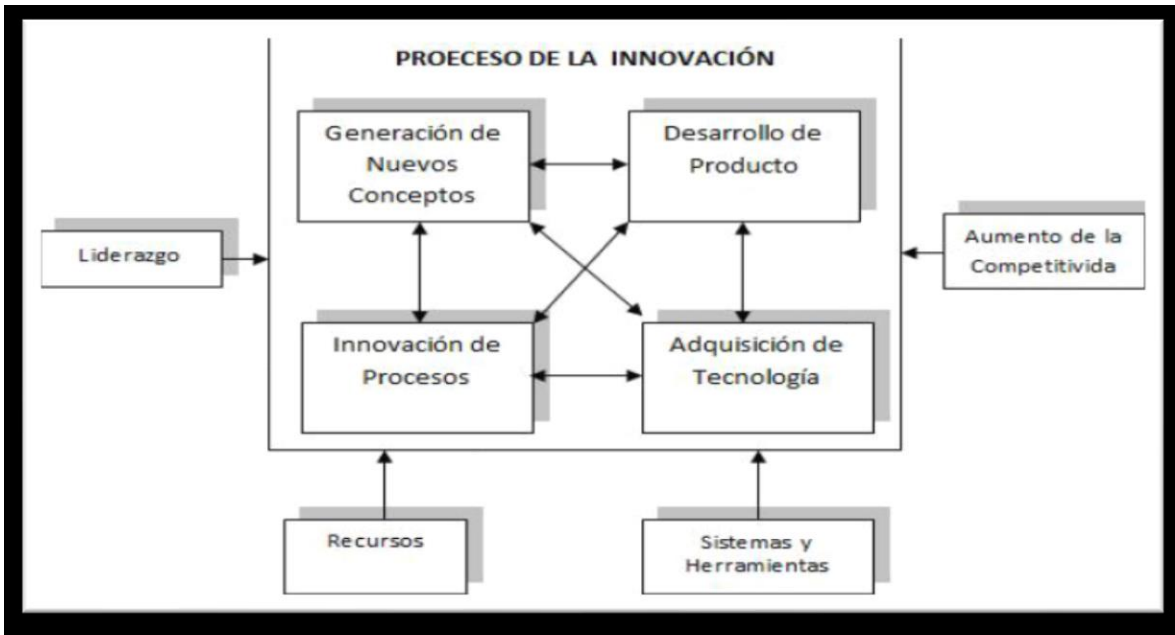 PROECESO DE LA INNOVACIÓN
Generación de
Nuevos
Conceptos
Desarrollo de
Producto
Liderazgo
Aumento de la
Competitivida
Innovación de
Procesos
Adquisición de
Tecnología
Recursos
Sistemas y
Herramientas